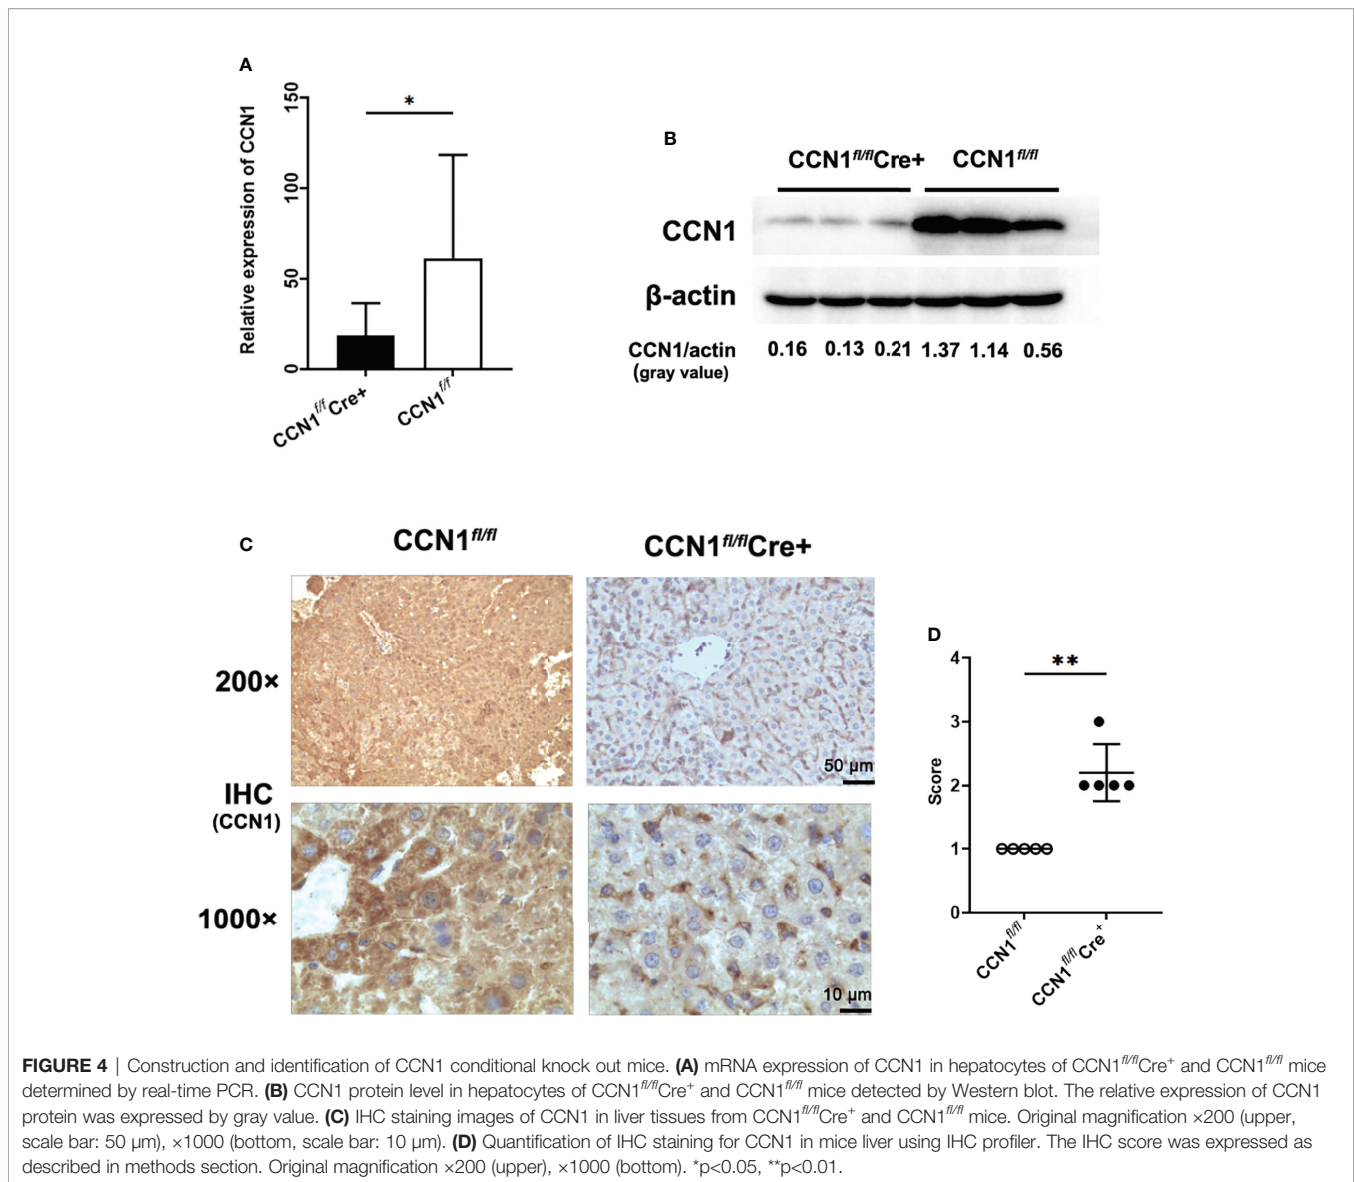 A
Relative expression of CCN1
150
100
50
0
*
CCN1f/fCre+
CCN1f/f
B
CCN1fl/flCre+ CCN1fl/fl
CCN1
β-actin
CCN1/actin 0.16 0.13 0.21 1.37 1.14 0.56
(gray value)
C
CCN1fl/fl CCN1fl/flCre+
200×
50 μm
IHC
(CCN1)
1000×
10 μm
D
**
Score
4
3
2
1
0
CCN1fl/fl
CCN1fl/flCre+
FIGURE 4 | Construction and identification of CCN1 conditional knock out mice. (A) mRNA expression of CCN1 in hepatocytes of CCN1fl/flCre+ and CCN1fl/fl mice
determined by real-time PCR. (B) CCN1 protein level in hepatocytes of CCN1fl/flCre+ and CCN1fl/fl mice detected by Western blot. The relative expression of CCN1
protein was expressed by gray value. (C) IHC staining images of CCN1 in liver tissues from CCN1fl/flCre+ and CCN1fl/fl mice. Original magnification ×200 (upper,
scale bar: 50 μm), ×1000 (bottom, scale bar: 10 μm). (D) Quantification of IHC staining for CCN1 in mice liver using IHC profiler. The IHC score was expressed as
described in methods section. Original magnification ×200 (upper), ×1000 (bottom). *p<0.05, **p<0.01.